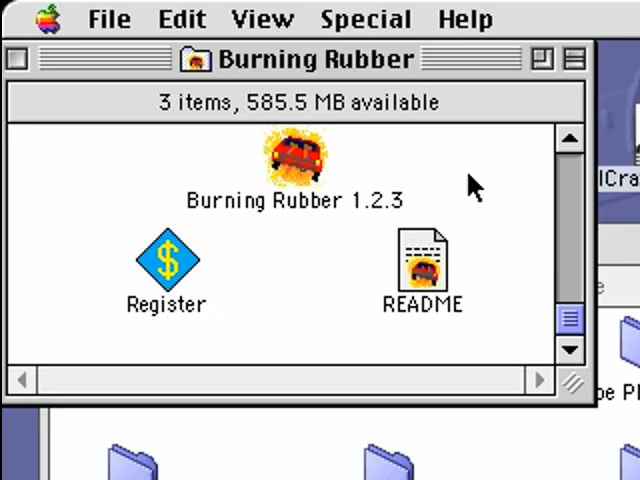 File Edit View Special Help
Burning Rubber
3 items, 585.5 MB available
Burning Rubber 1.2.3
Register
README